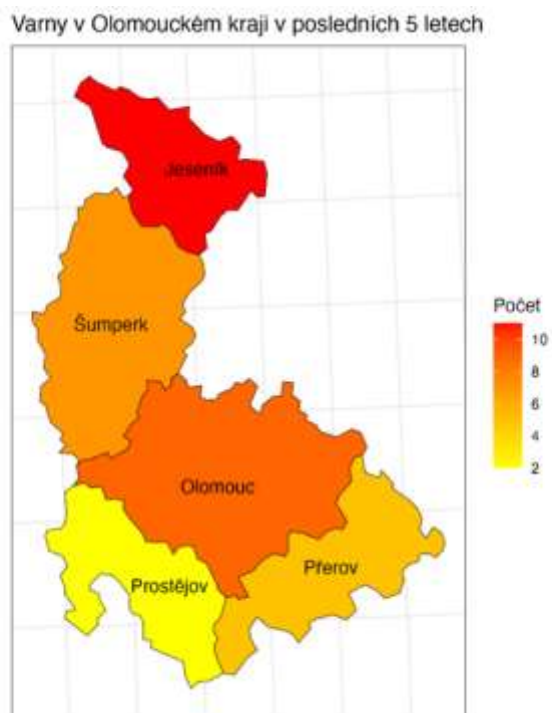 Varny v Olomouckém kraji v posledních 5 letech
Jeseník
Šumperk
Počet
10
8
6
4
2
Olomouc
Přerov
Prostějov